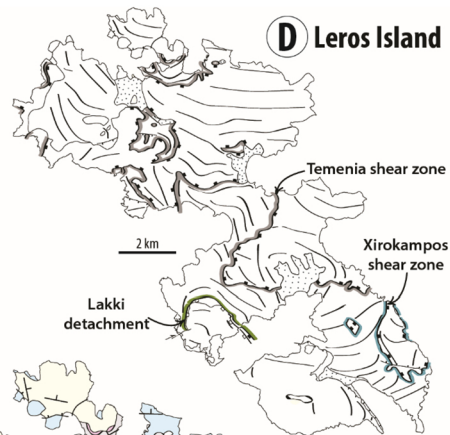 D Leros Island
Temenia shear zone
2 km
Xirokampos
shear zone
Lakki
detachment